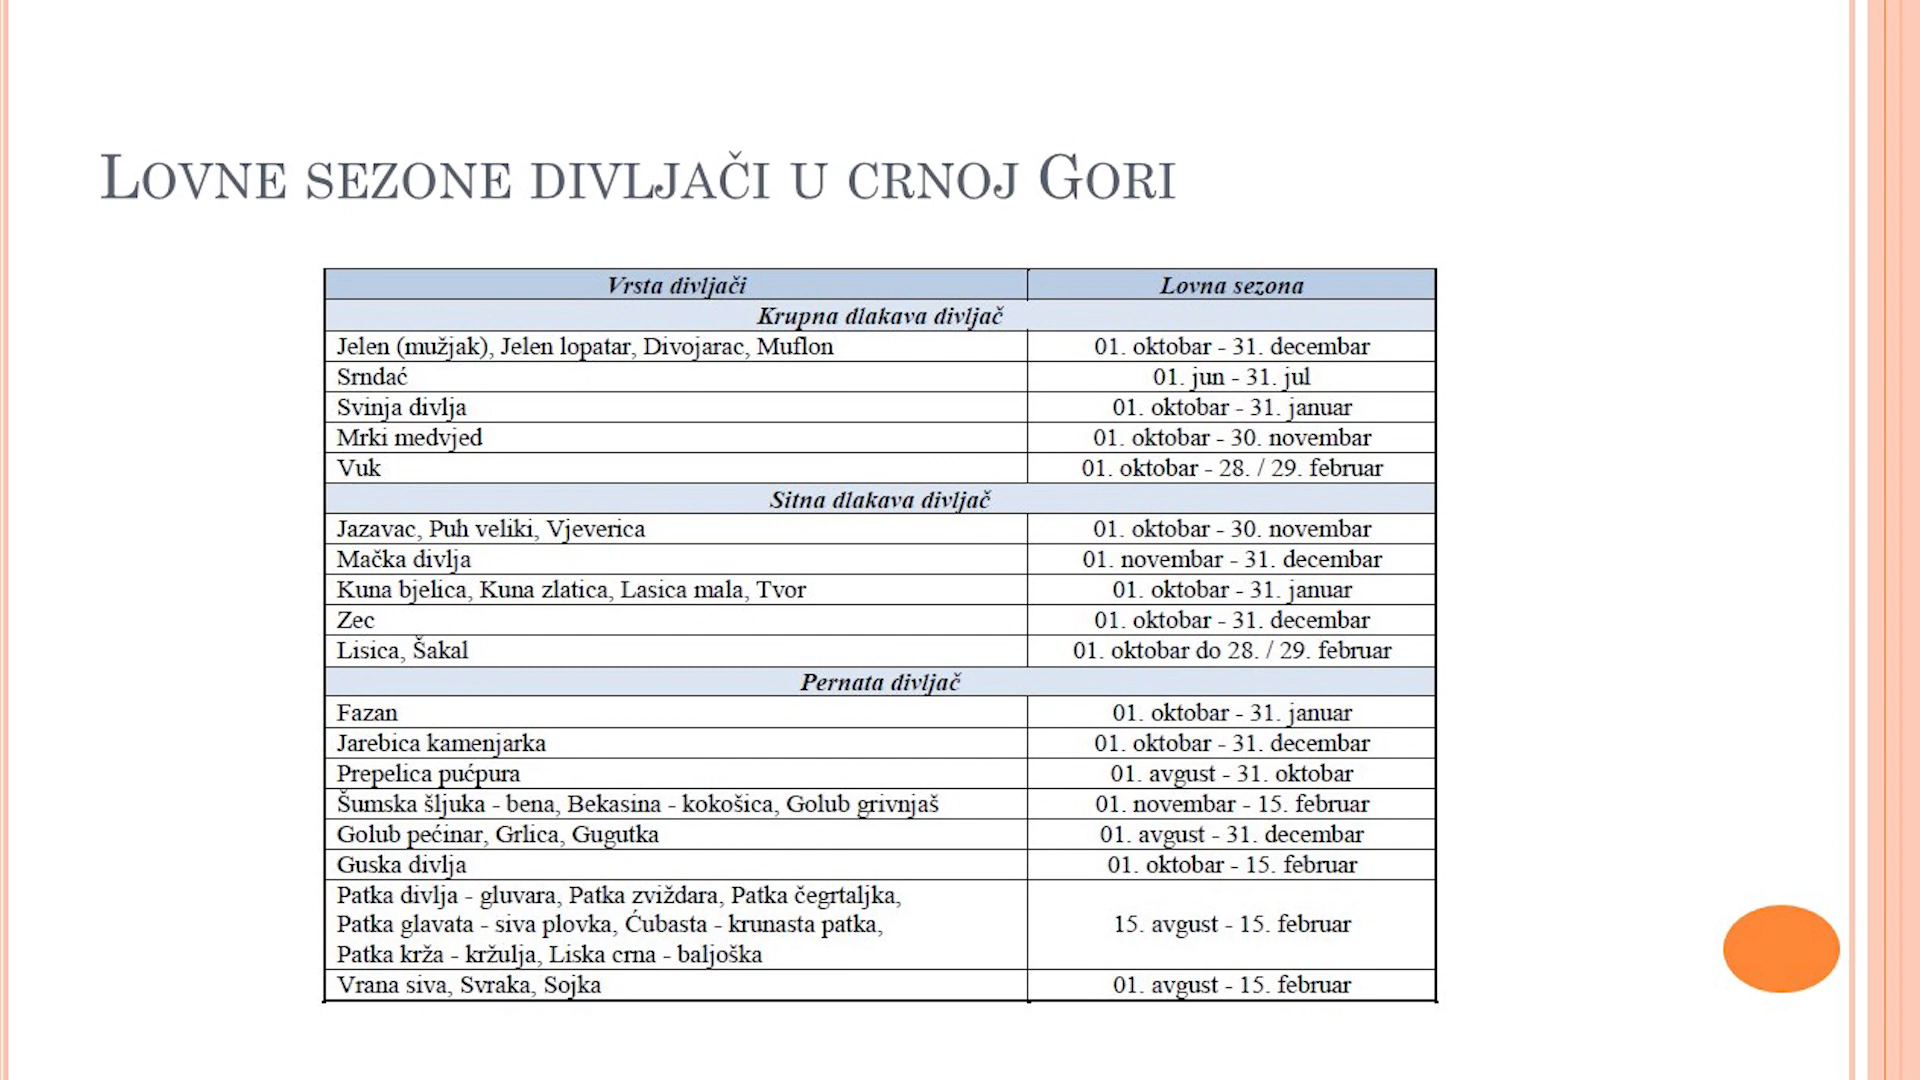 Lovne sezone divljači u crnoj Gori
Vrsta divljači Lovna sezona
Krupna dlakava divljač
Jelen (mužjak), Jelen lopatar, Divojarac, Muflon 01. oktobar - 31. decembar
Srndać 01. jun - 31. jul
Svinja divlja 01. oktobar - 31. januar
Mrki medvjed 01. oktobar - 30. novembar
Vuk 01. oktobar - 28. / 29. februar
Sitna dlakava divljač
Jazavac, Puh veliki, Vjeverica 01. oktobar - 30. novembar
Mačka divlja 01. novembar - 31. decembar
Kuna bjelica, Kuna zlatica, Lasica mala, Tvor 01. oktobar - 31. januar
Zec 01. oktobar - 31. decembar
Lisica, Šakal 01. oktobar do 28. / 29. februar
Pernata divljač
Fazan 01. oktobar - 31. januar
Jarebica kamenjarka 01. oktobar - 31. decembar
Prepelica pućpura 01. avgust - 31. oktobar
Šumska šljuka - bena, Bekasina - kokošica, Golub grivnjaš 01. novembar - 15. februar
Golub pećinar, Grlica, Gugutka 01. avgust - 31. decembar
Guska divlja 01. oktobar - 15. februar
Patka divlja - gluvara, Patka zviždara, Patka čegrtaljka,
Patka glavata - siva plovka, Ćubasta - krunasta patka, 15. avgust - 15. februar
Patka krža - kržulja, Liska crna - baljoška
Vrana siva, Svraka, Sojka 01. avgust - 15. februar